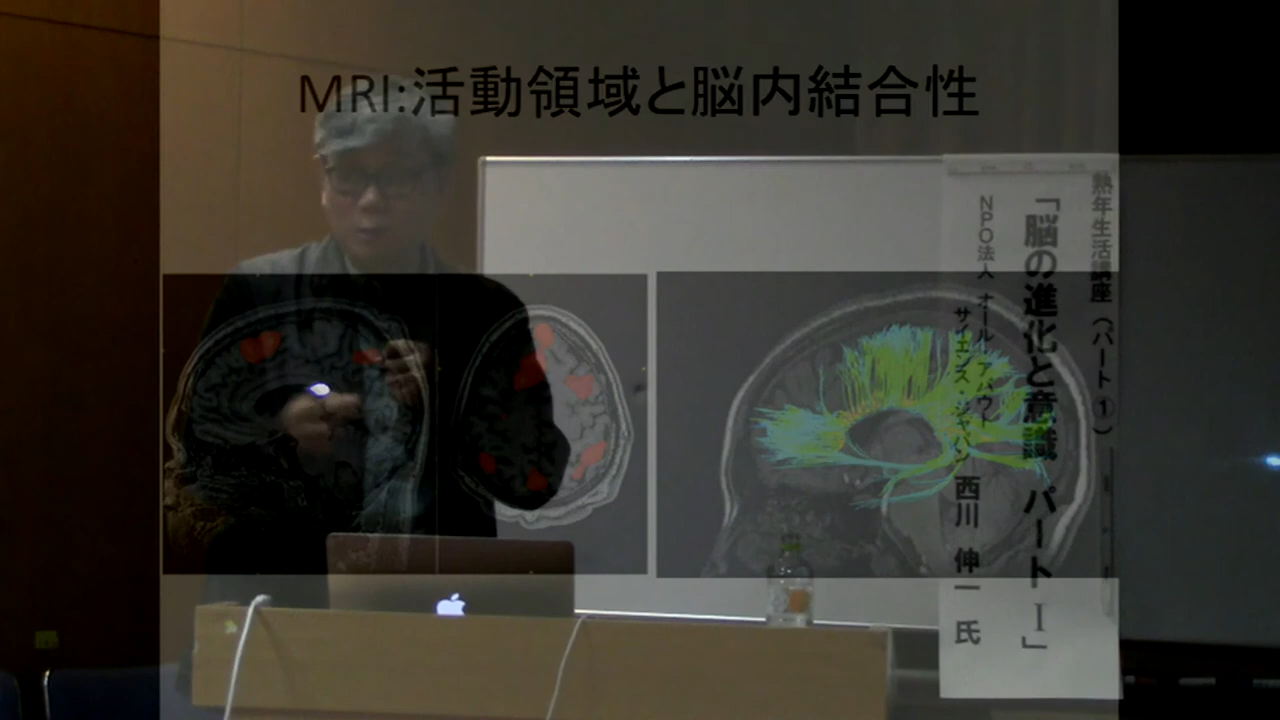 MRI:活動領域と脳内結合性
熟年生活講座（パート①）
「脳の進化と意識 パートⅠ」
NPO法人 オール アバウト
サイエンス・ジャパン 西川 伸一 氏